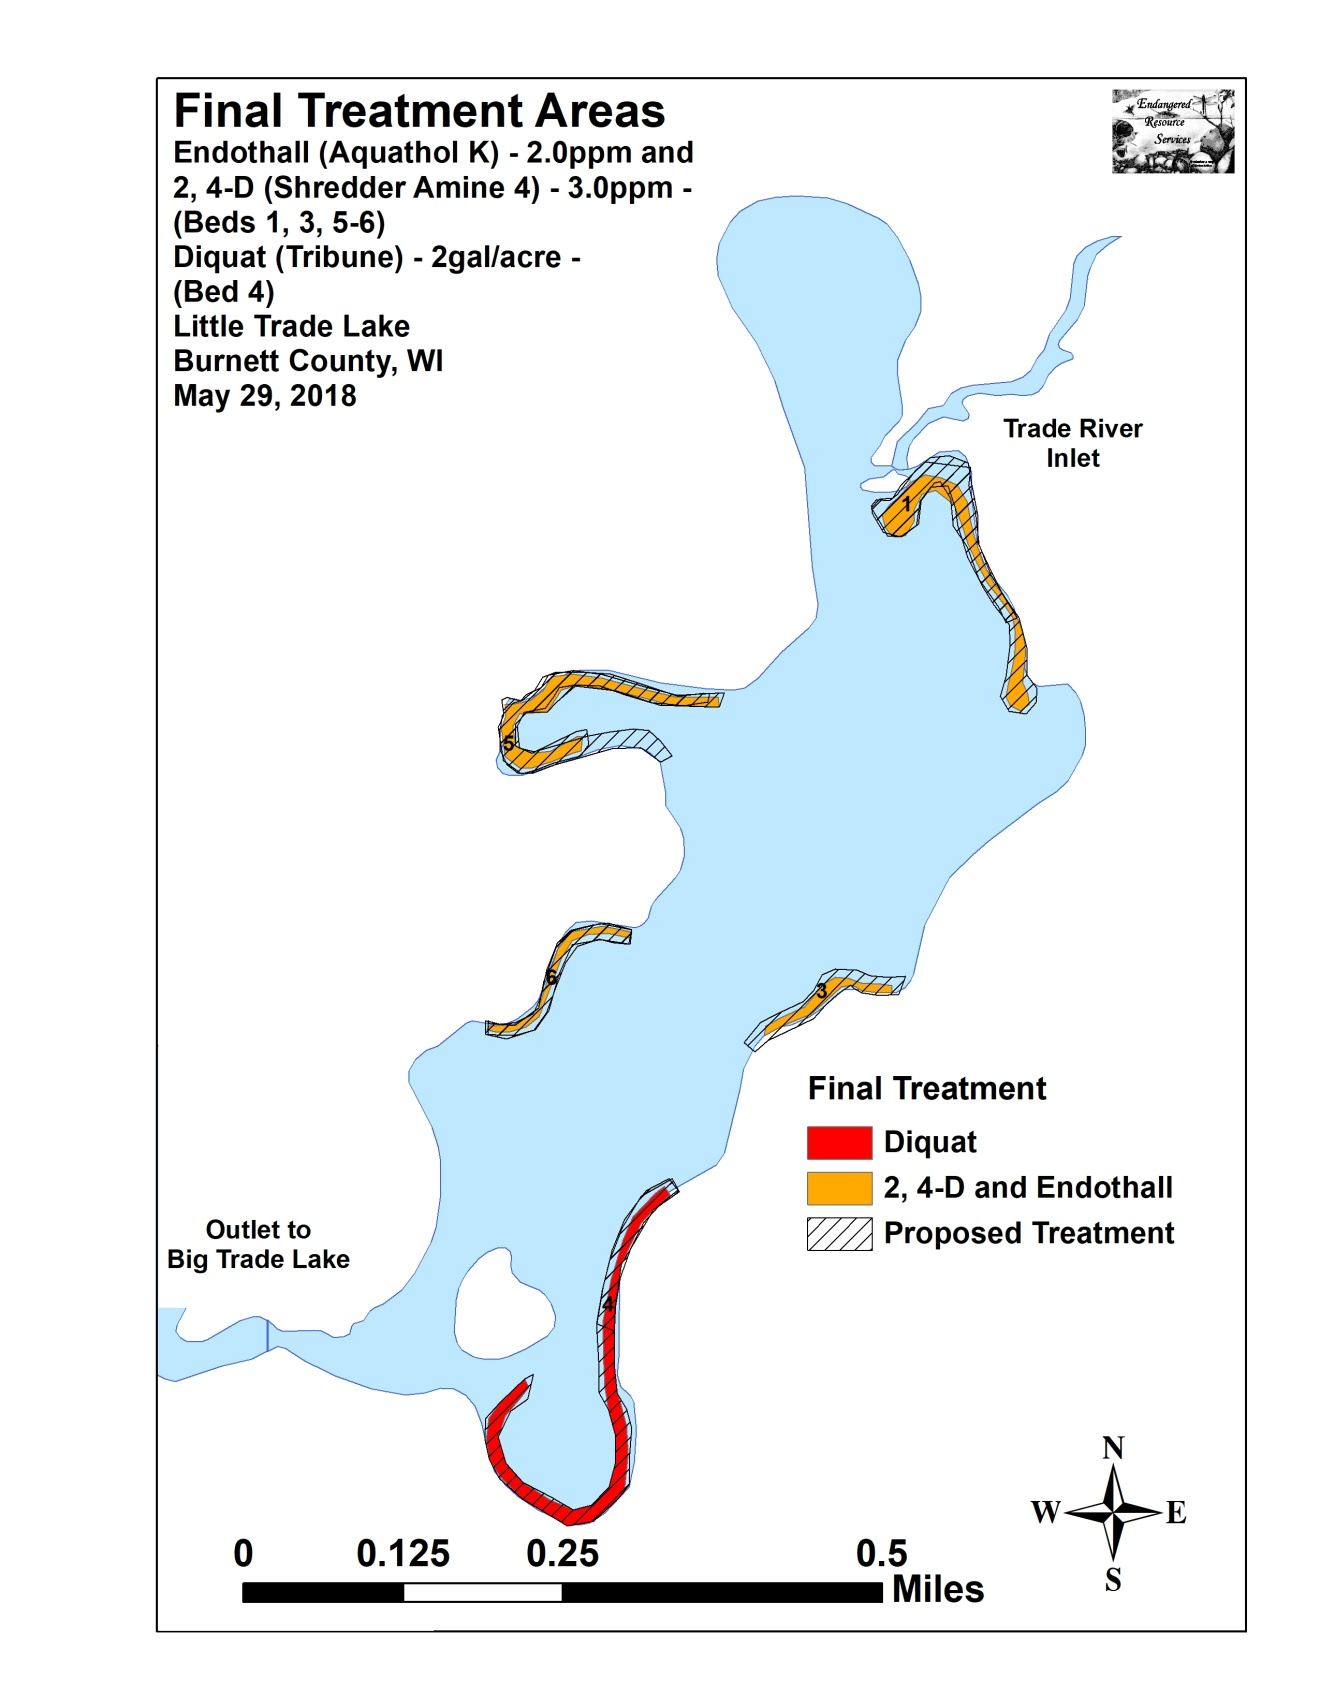 Final Treatment Areas
Endothall (Aquathol K) - 2.0ppm and
2, 4-D (Shredder Amine 4) - 3.0ppm -
(Beds 1, 3, 5-6)
Diquat (Tribune) - 2gal/acre -
(Bed 4)
Little Trade Lake
Burnett County, WI
May 29, 2018
Endangered
Resource
Services
Trade River
Inlet
1
5
6
3
Final Treatment
Diquat
2, 4-D and Endothall
Proposed Treatment
Outlet to
Big Trade Lake
4
N
W E
S
0 0.125 0.25 0.5
Miles